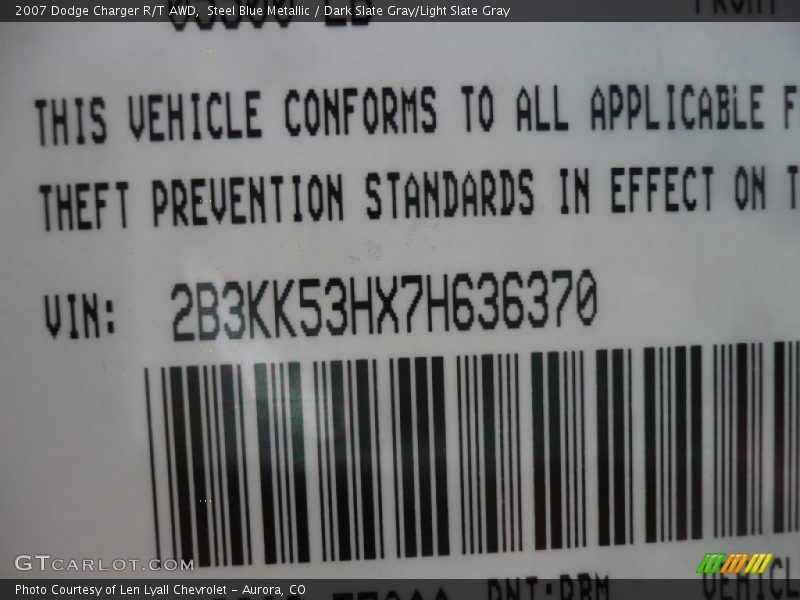 2007 Dodge Charger R/T AWD, Steel Blue Metallic / Dark Slate Gray/Light Slate Gray
THIS VEHICLE CONFORMS TO ALL APPLICABLE F
THEFT PREVENTION STANDARDS IN EFFECT ON T
VIN: 2B3KK53HX7H636370
GTCARLOT.COM
VEHICL
Photo Courtesy of Len Lyall Chevrolet - Aurora, CO